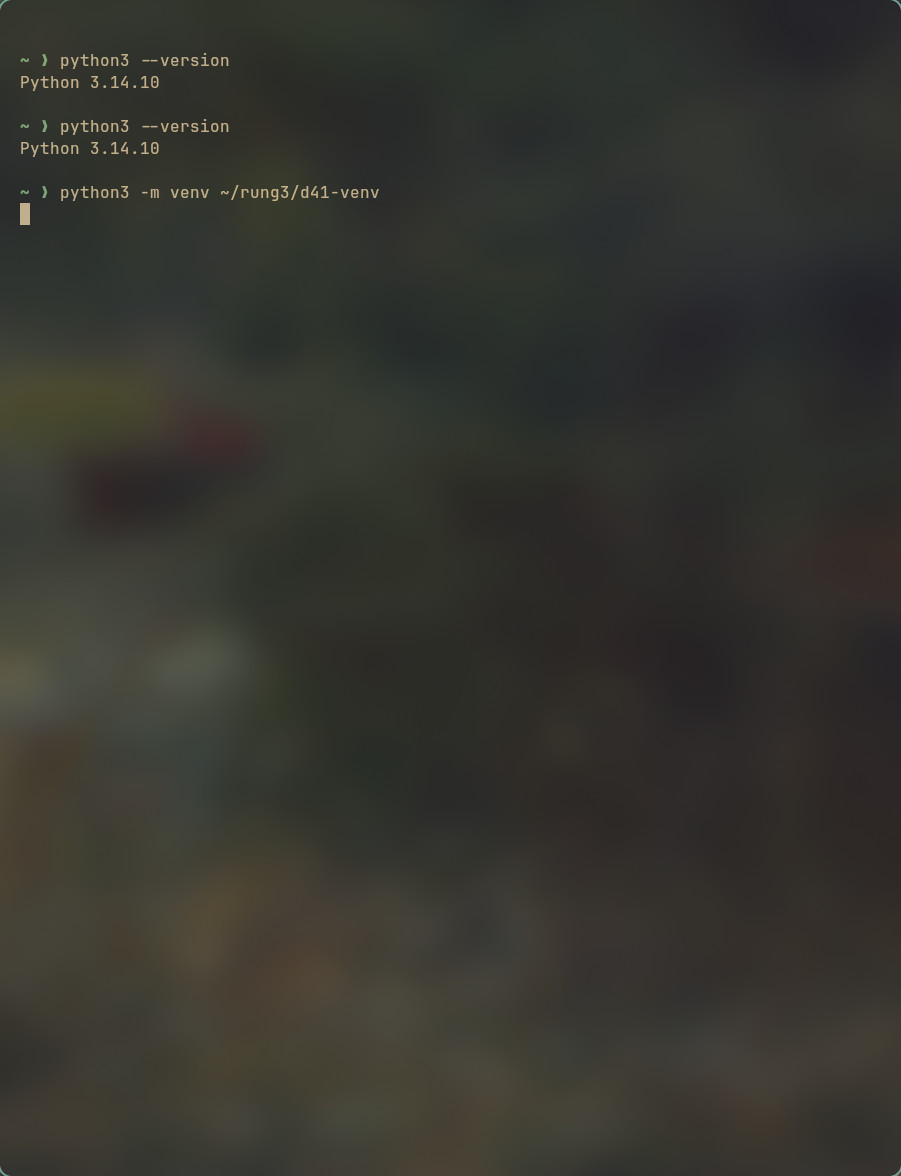 ~ ❯ python3 --version
Python 3.14.10
~ ❯ python3 --version
Python 3.14.10
~ ❯ python3 -m venv ~/rung3/d41-venv